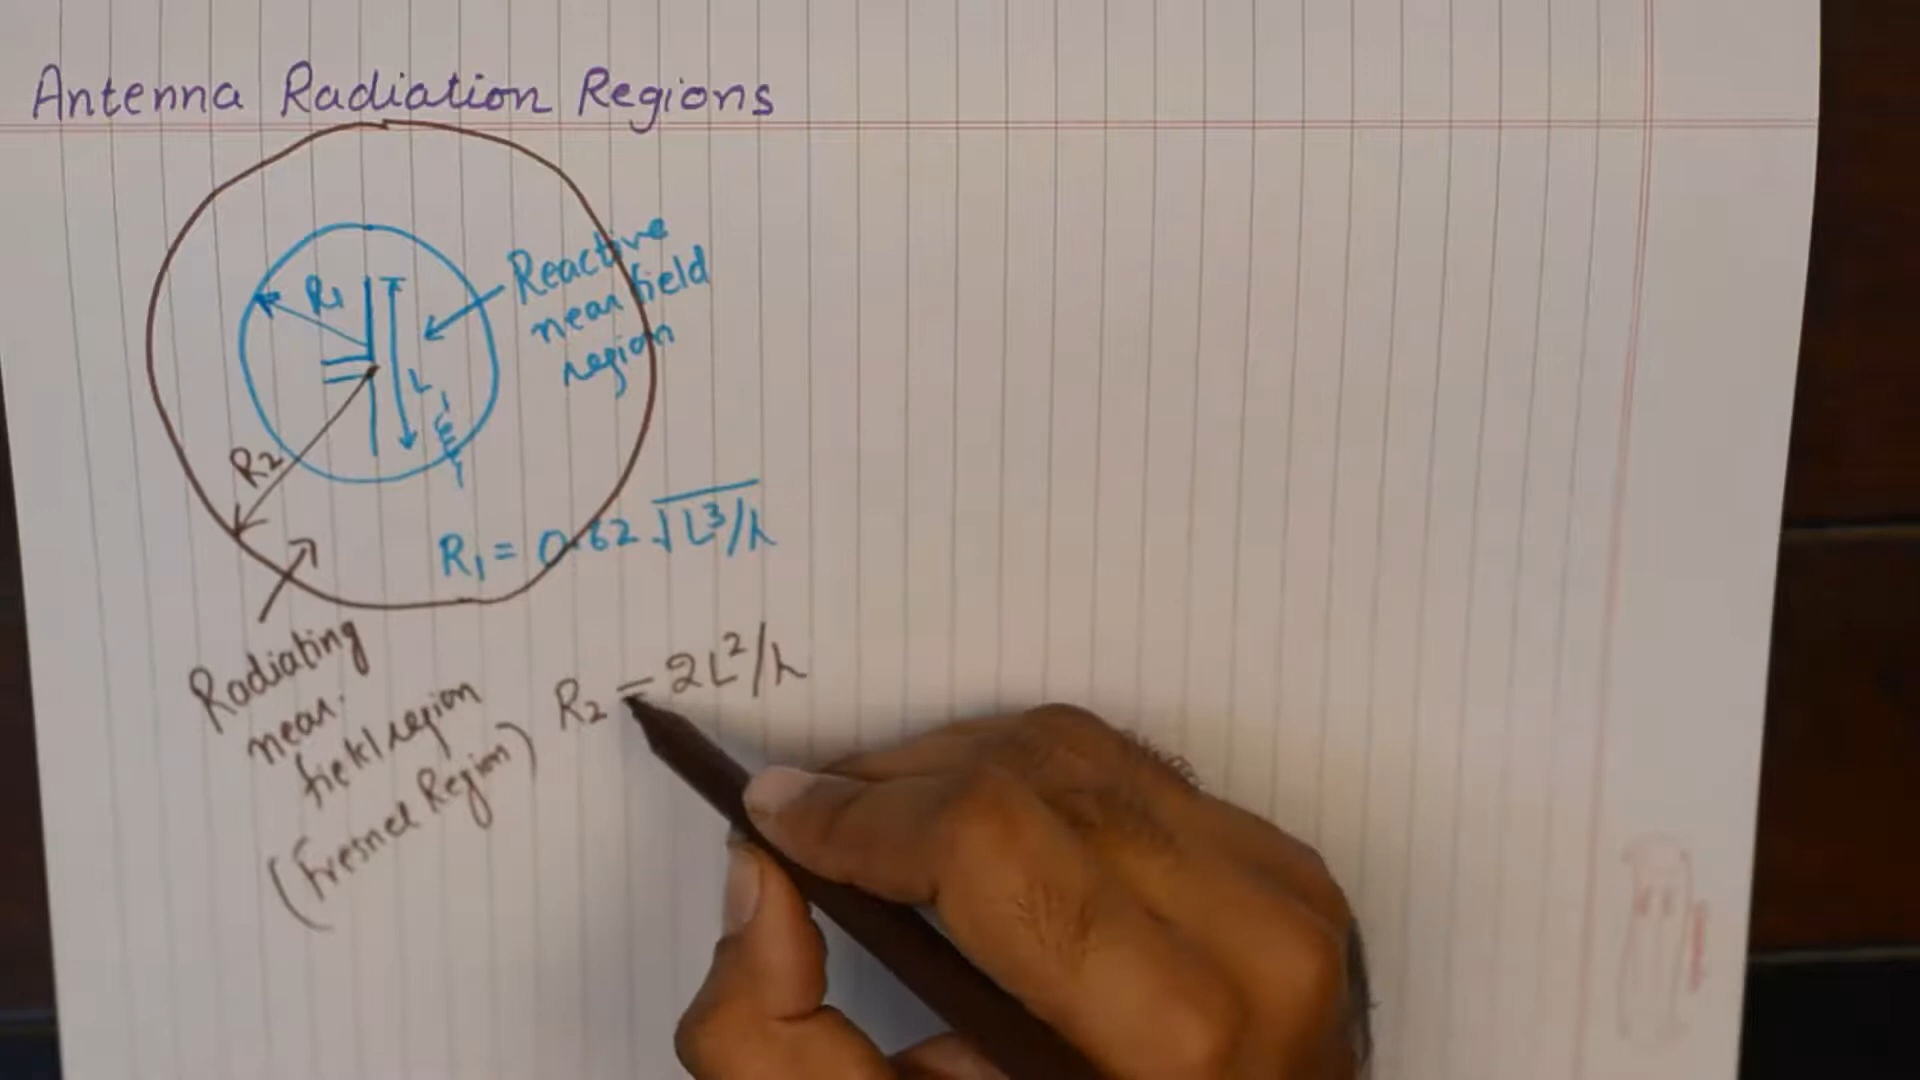 Antenna Radiation Regions
R1
Reactive
near field
region
L
R2
R1 = 0.62 √L³/λ
Radiating
near
field region
(Fresnel Region)
R2 = 2L²/λ